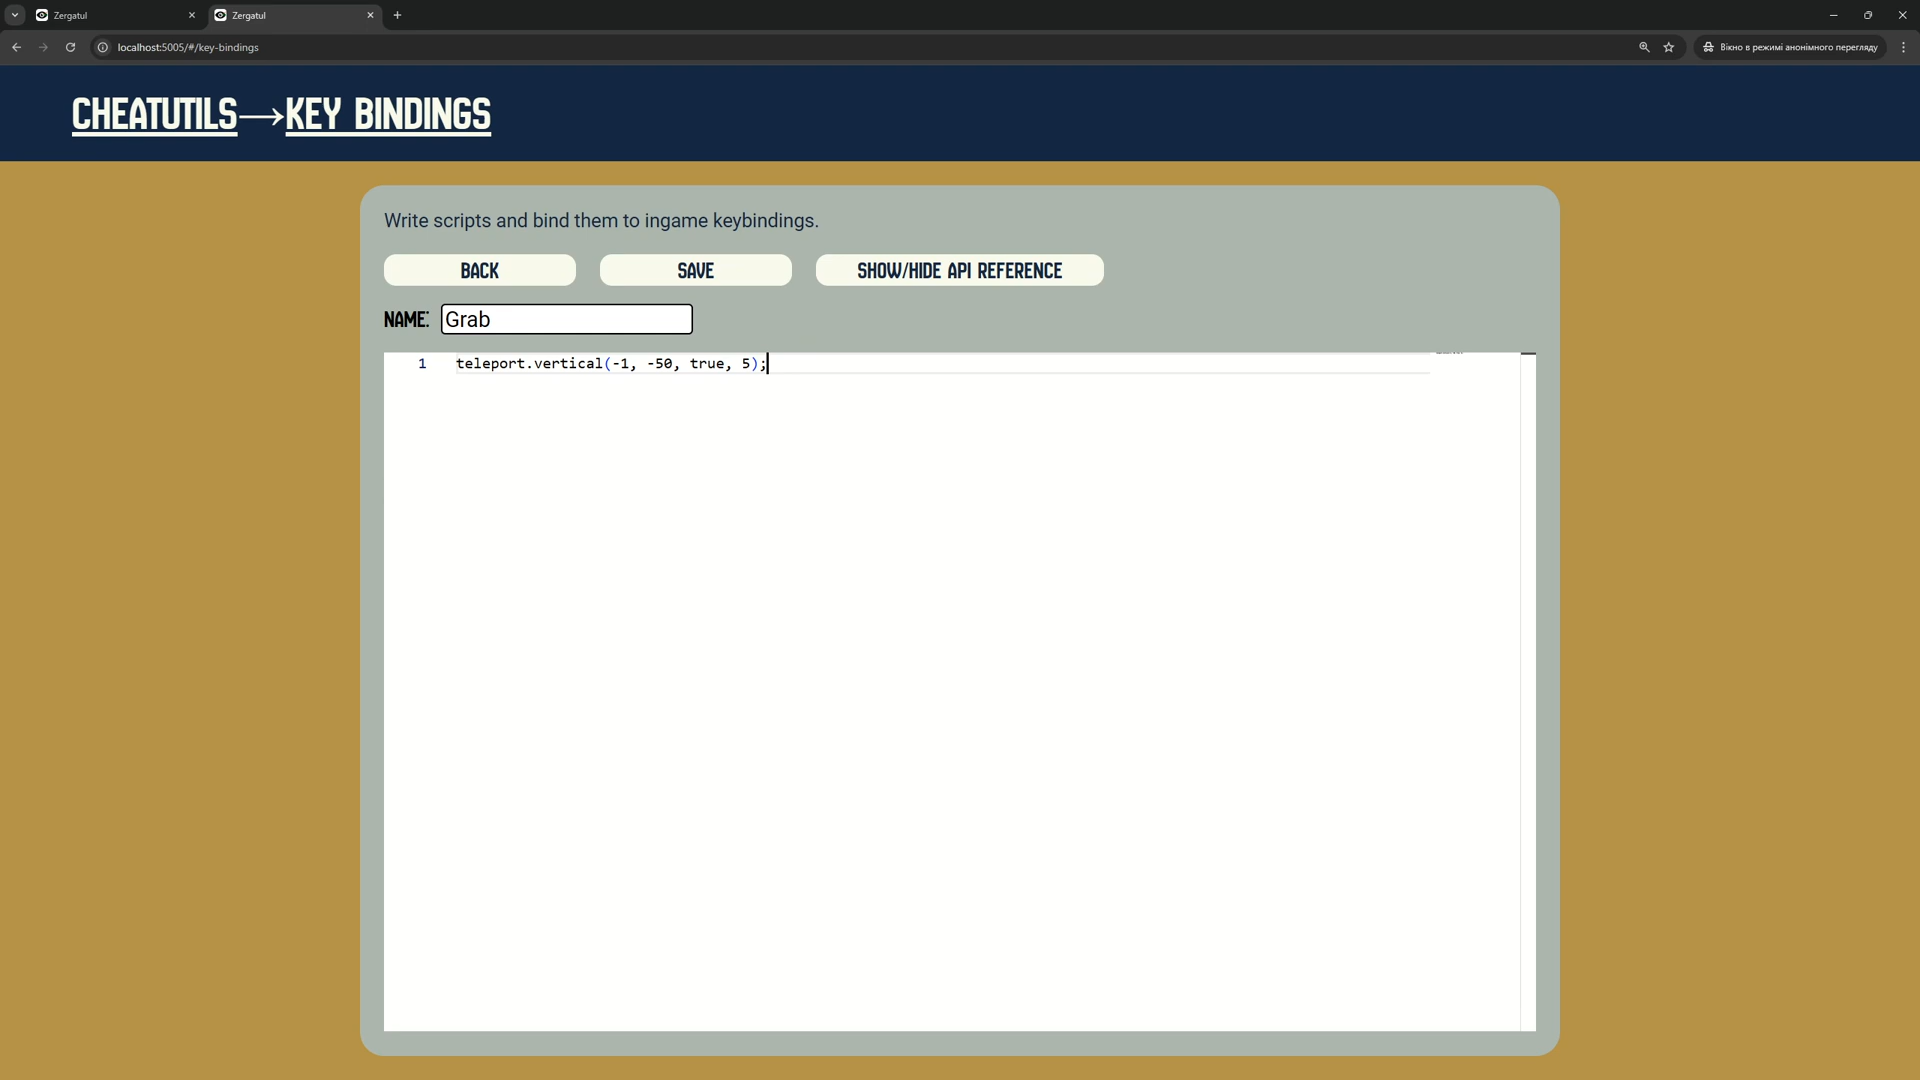 Zergatul
Zergatul
localhost:5005/#/key-bindings
Вікно в режимі анонімного перегляду
CHEATUTILS→KEY BINDINGS
Write scripts and bind them to ingame keybindings.
BACK
SAVE
SHOW/HIDE API REFERENCE
NAME: Grab
1 teleport.vertical(-1, -50, true, 5);